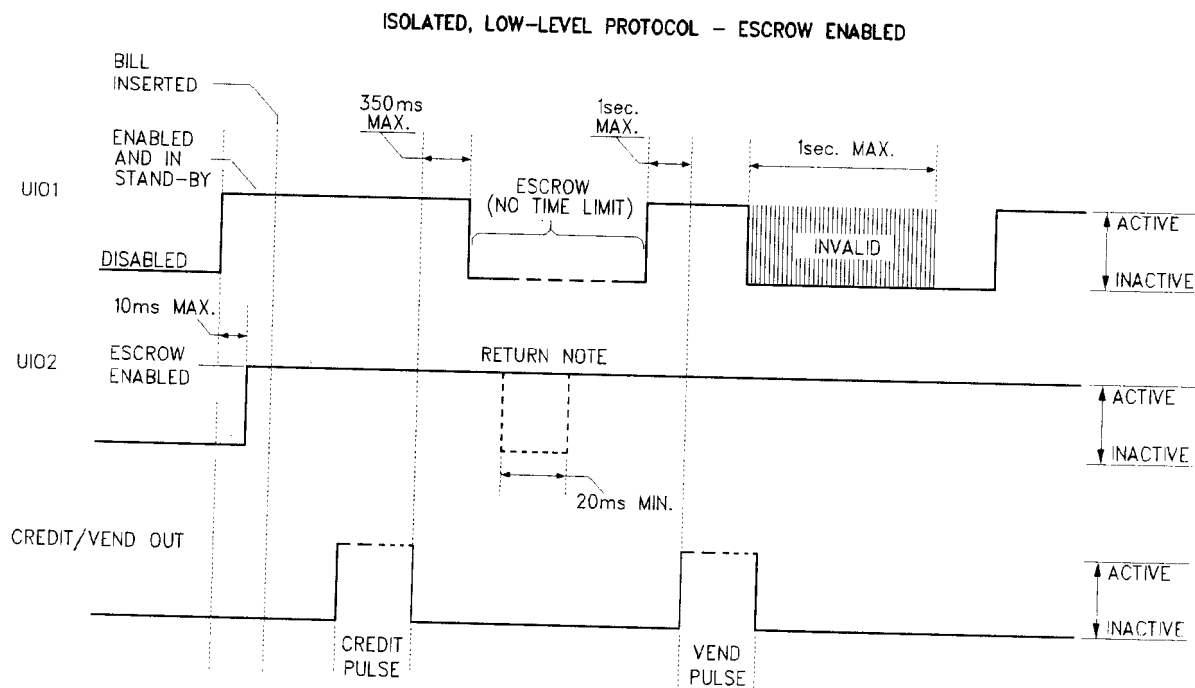 ISOLATED, LOW-LEVEL PROTOCOL - ESCROW ENABLED
BILL
INSERTED
350ms
MAX.
1sec.
MAX.
1sec. MAX.
ENABLED
AND IN
STAND-BY
UIO1
ESCROW
(NO TIME LIMIT)
INVALID
ACTIVE
INACTIVE
DISABLED
10ms MAX.
UIO2
ESCROW
ENABLED
RETURN NOTE
ACTIVE
INACTIVE
20ms MIN.
CREDIT/VEND OUT
ACTIVE
INACTIVE
CREDIT
PULSE
VEND
PULSE